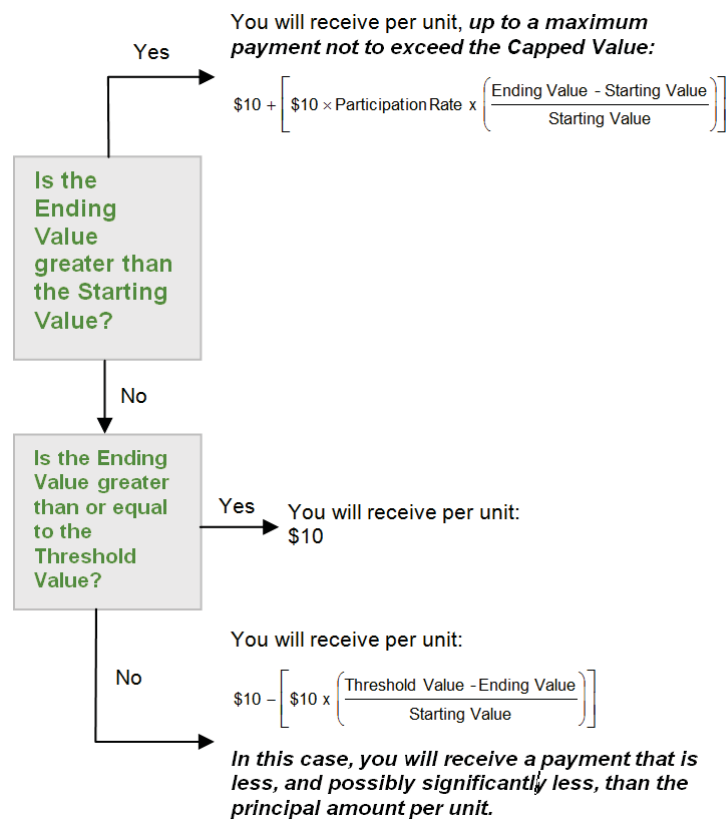 You will receive per unit, up to a maximum
payment not to exceed the Capped Value:
Yes
$10 + [ $10 × Participation Rate x ( Ending Value - Starting Value / Starting Value ) ]
Is the
Ending
Value
greater than
the Starting
Value?
No
Is the Ending
Value greater
than or equal
to the
Threshold
Value?
Yes
You will receive per unit:
$10
You will receive per unit:
No
$10 − [ $10 x ( Threshold Value - Ending Value / Starting Value ) ]
In this case, you will receive a payment that is
less, and possibly significantly less, than the
principal amount per unit.